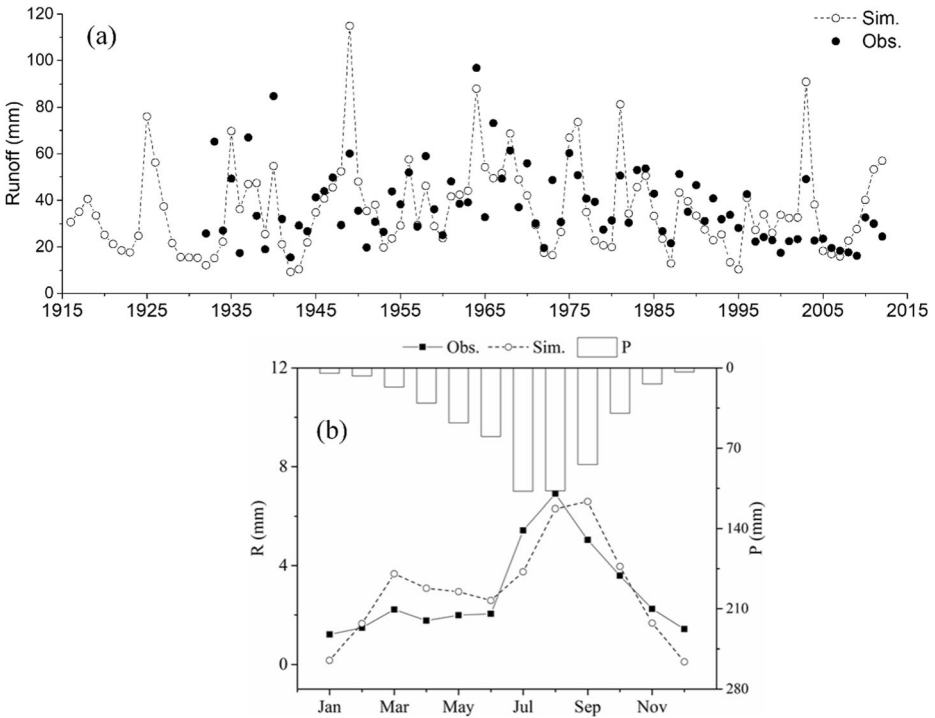 120
(a)
Sim.
Obs.
100
80
60
40
20
0
Runoff (mm)
1915 1925 1935 1945 1955 1965 1975 1985 1995 2005 2015
Obs. Sim. P
12
8
4
0
R (mm)
(b)
0
70
140
210
280
P (mm)
Jan Mar May Jul Sep Nov